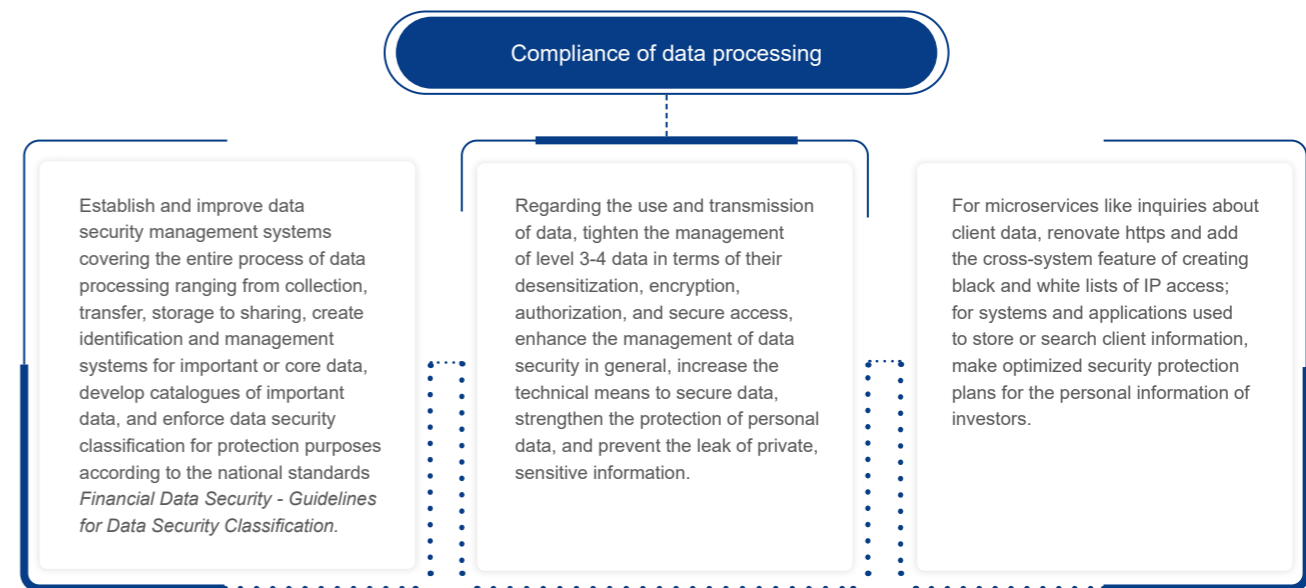 Compliance of data processing
Establish and improve data
security management systems
covering the entire process of data
processing ranging from collection,
transfer, storage to sharing, create
identification and management
systems for important or core data,
develop catalogues of important
data, and enforce data security
classification for protection purposes
according to the national standards
Financial Data Security - Guidelines
for Data Security Classification.
Regarding the use and transmission
of data, tighten the management
of level 3-4 data in terms of their
desensitization, encryption,
authorization, and secure access,
enhance the management of data
security in general, increase the
technical means to secure data,
strengthen the protection of personal
data, and prevent the leak of private,
sensitive information.
For microservices like inquiries about
client data, renovate https and add
the cross-system feature of creating
black and white lists of IP access;
for systems and applications used
to store or search client information,
make optimized security protection
plans for the personal information of
investors.